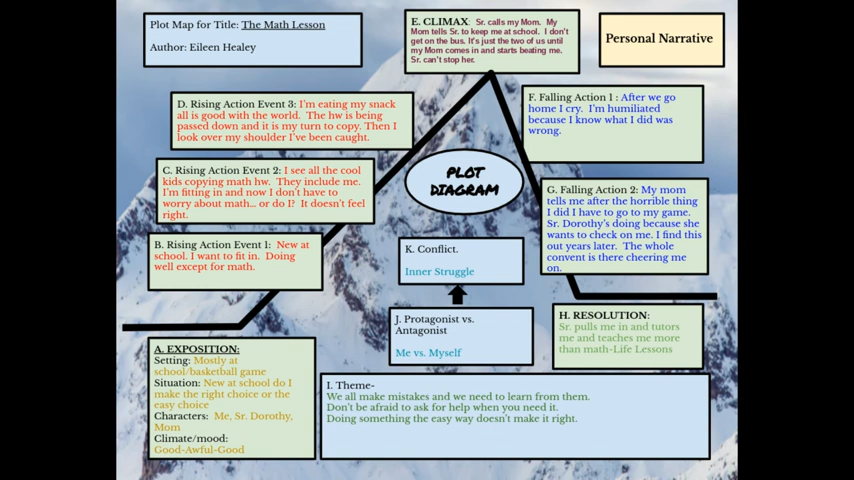 Plot Map for Title: The Math Lesson
Author: Eileen Healey
E. CLIMAX: Sr. calls my Mom. My
Mom tells Sr. to keep me at school. I don't
get on the bus. It's just the two of us until
my Mom comes in and starts beating me.
Sr. can't stop her.
Personal Narrative
D. Rising Action Event 3: I'm eating my snack
all is good with the world. The hw is being
passed down and it is my turn to copy. Then I
look over my shoulder I've been caught.
F. Falling Action 1 : After we go
home I cry. I'm humiliated
because I know what I did was
wrong.
C. Rising Action Event 2: I see all the cool
kids copying math hw. They include me.
I'm fitting in and now I don't have to
worry about math... or do I? It doesn't feel
right.
PLOT
DIAGRAM
G. Falling Action 2: My mom
tells me after the horrible thing
I did I have to go to my game.
Sr. Dorothy's doing because she
wants to check on me. I find this
out years later. The whole
convent is there cheering me
on.
B. Rising Action Event 1: New at
school. I want to fit in. Doing
well except for math.
K. Conflict.
Inner Struggle
J. Protagonist vs.
Antagonist
Me vs. Myself
H. RESOLUTION:
Sr. pulls me in and tutors
me and teaches me more
than math-Life Lessons
A. EXPOSITION:
Setting: Mostly at
school/basketball game
Situation: New at school do I
make the right choice or the
easy choice
Characters: Me, Sr. Dorothy,
Mom
Climate/mood:
Good-Awful-Good
I. Theme-
We all make mistakes and we need to learn from them.
Don't be afraid to ask for help when you need it.
Doing something the easy way doesn't make it right.